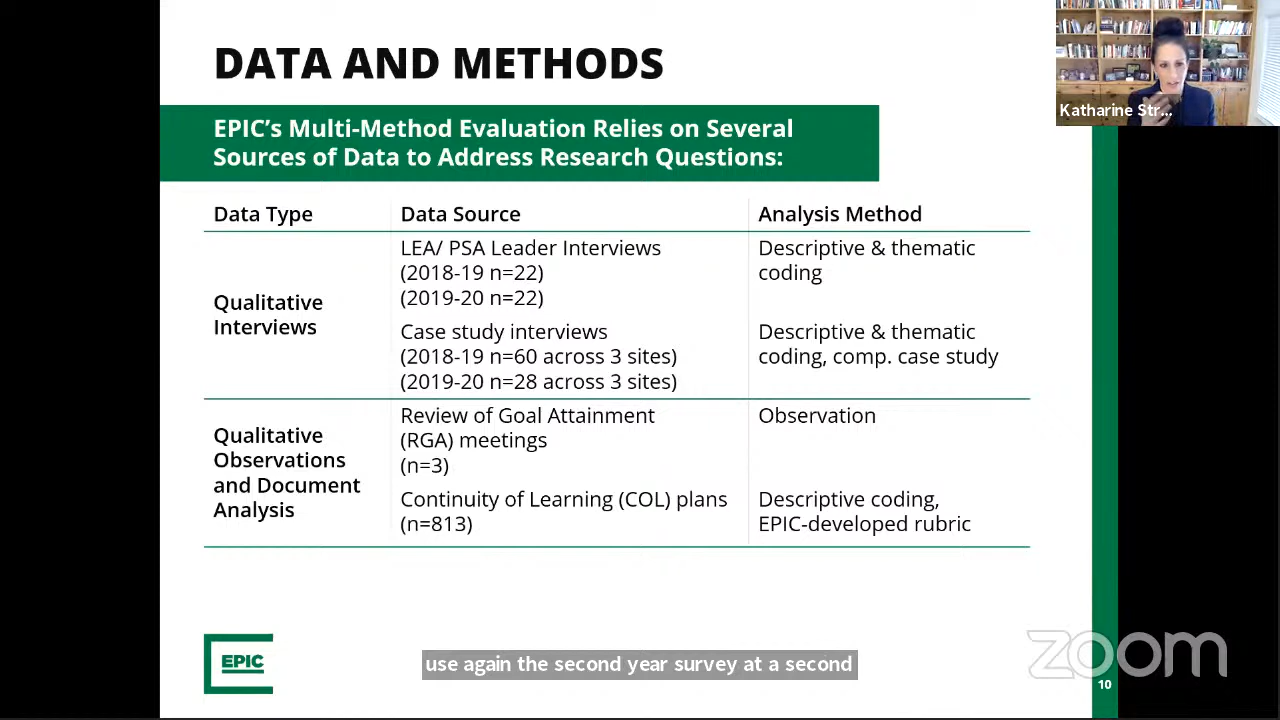 DATA AND METHODS
Katharine Str...
EPIC's Multi-Method Evaluation Relies on Several
Sources of Data to Address Research Questions:
Data Type
Data Source
Analysis Method
Qualitative
Interviews
LEA/ PSA Leader Interviews
(2018-19 n=22)
(2019-20 n=22)
Descriptive & thematic
coding
Case study interviews
(2018-19 n=60 across 3 sites)
(2019-20 n=28 across 3 sites)
Descriptive & thematic
coding, comp. case study
Qualitative
Observations
and Document
Analysis
Review of Goal Attainment
(RGA) meetings
(n=3)
Observation
Continuity of Learning (COL) plans
(n=813)
Descriptive coding,
EPIC-developed rubric
EPIC
use again the second year survey at a second
zoom
10